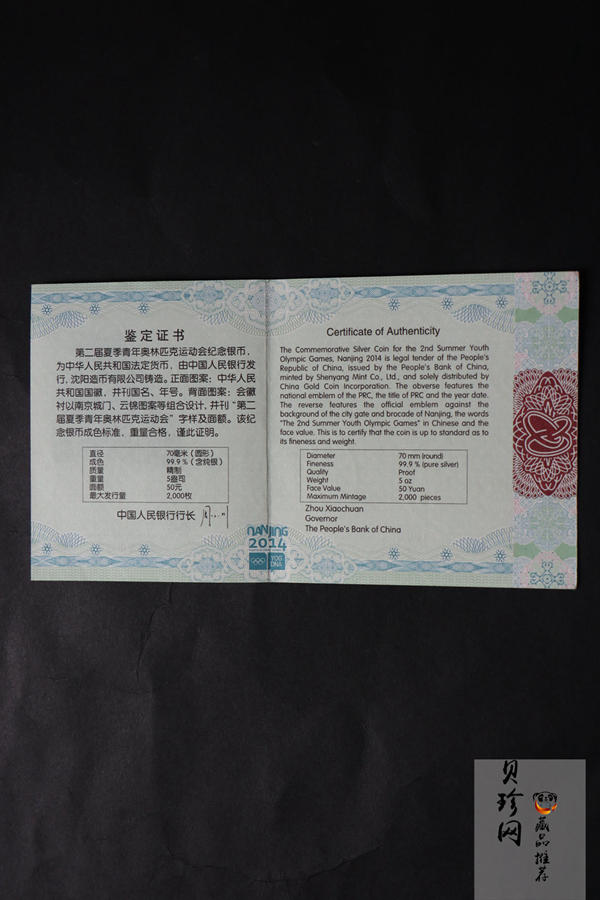 鉴定证书
第二届夏季青年奥林匹克运动会纪念银币，
为中华人民共和国法定货币，由中国人民银行发
行，沈阳造币有限公司铸造。正面图案：中华人民
共和国国徽，并刊国名、年号。背面图案：会徽
衬以南京城门、云锦图案等组合设计，并刊“第二
届夏季青年奥林匹克运动会”字样及面额。该纪
念银币成色标准，重量合格，谨此证明。
直径 70毫米（圆形）
成色 99.9％（含纯银）
质量 精制
重量 5盎司
面额 50元
最大发行量 2,000枚
中国人民银行行长
Certificate of Authenticity
The Commemorative Silver Coin for the 2nd Summer Youth
Olympic Games, Nanjing 2014 is legal tender of the People's
Republic of China, issued by the People's Bank of China,
minted by Shenyang Mint Co., Ltd., and solely distributed by
China Gold Coin Incorporation. The obverse features the
national emblem of the PRC, the title of PRC and the year date.
The reverse features the official emblem against the
background of the city gate and brocade of Nanjing, the words
"The 2nd Summer Youth Olympic Games" in Chinese and the
face value. This is to certify that the coin is up to standard as to
its fineness and weight.
Diameter 70 mm (round)
Fineness 99.9 % (pure silver)
Quality Proof
Weight 5 oz
Face Value 50 Yuan
Maximum Mintage 2,000 pieces
Zhou Xiaochuan
Governor
The People's Bank of China
NANJING
2014
YOG
DNA
贝珍网
藏品推荐